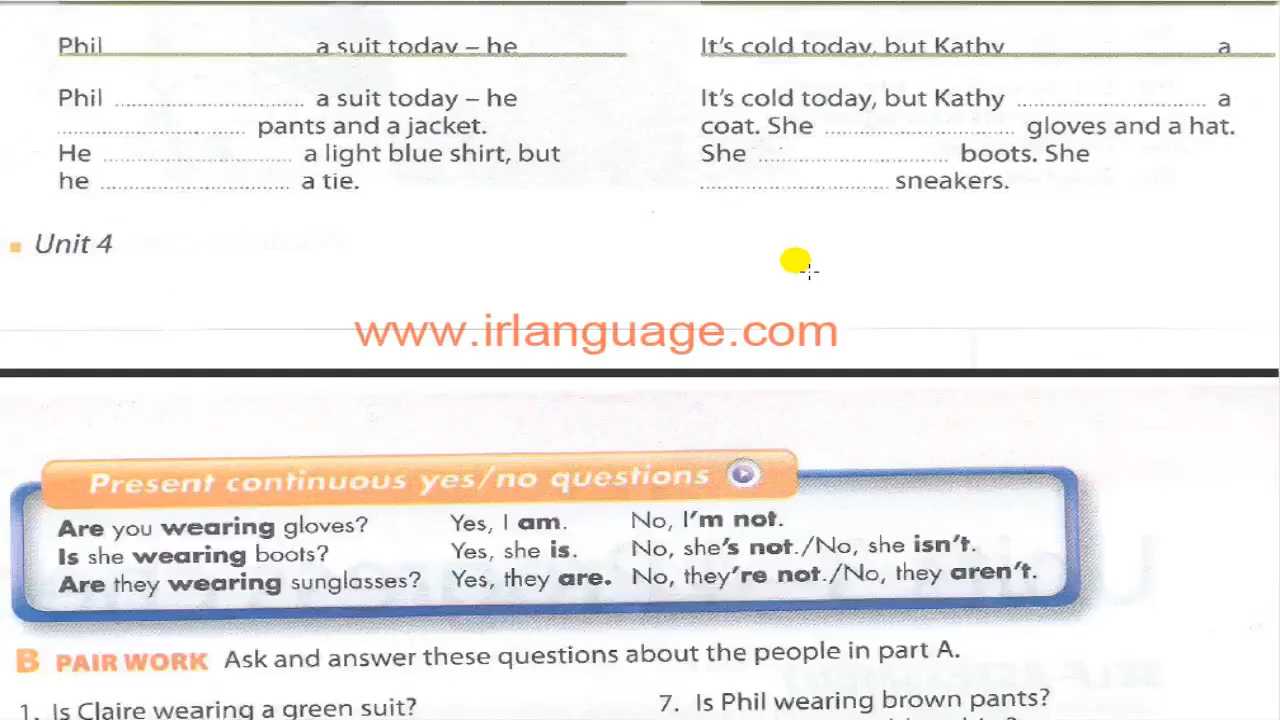 Phil ............ a suit today – he
It's cold today, but Kathy ............ a
Phil ............ a suit today – he
............ pants and a jacket.
He ............ a light blue shirt, but
he ............ a tie.
It's cold today, but Kathy ............ a
coat. She ............ gloves and a hat.
She ............ boots. She
............ sneakers.
Unit 4
www.irlanguage.com
Present continuous yes/no questions
Are you wearing gloves? Yes, I am. No, I'm not.
Is she wearing boots? Yes, she is. No, she's not./No, she isn't.
Are they wearing sunglasses? Yes, they are. No, they're not./No, they aren't.
B PAIR WORK Ask and answer these questions about the people in part A.
1. Is Claire wearing a green suit?
7. Is Phil wearing brown pants?